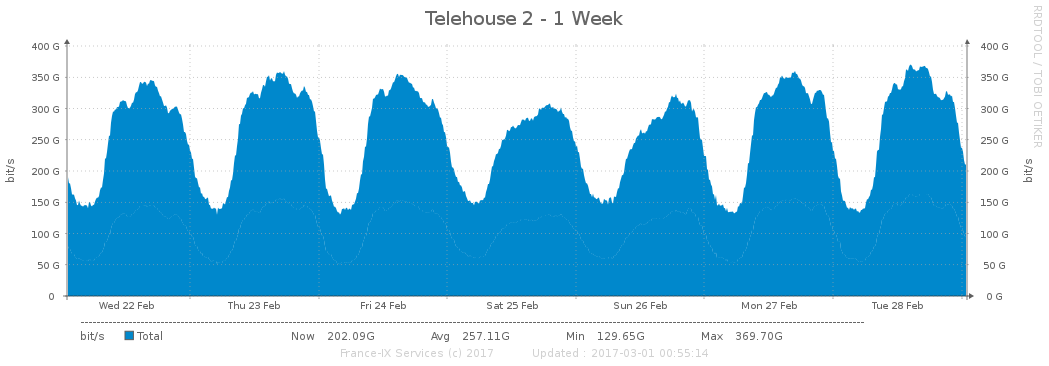 Telehouse 2 - 1 Week
RRDTOOL / TOBI OETIKER
400 G 400 G
350 G 350 G
300 G 300 G
250 G 250 G
200 G 200 G
150 G 150 G
100 G 100 G
50 G 50 G
0 0 G
bit/s
bit/s
Wed 22 Feb Thu 23 Feb Fri 24 Feb Sat 25 Feb Sun 26 Feb Mon 27 Feb Tue 28 Feb
bit/s Total Now 202.09G Avg 257.11G Min 129.65G Max 369.70G
France-IX Services (c) 2017 Updated : 2017-03-01 00:55:14